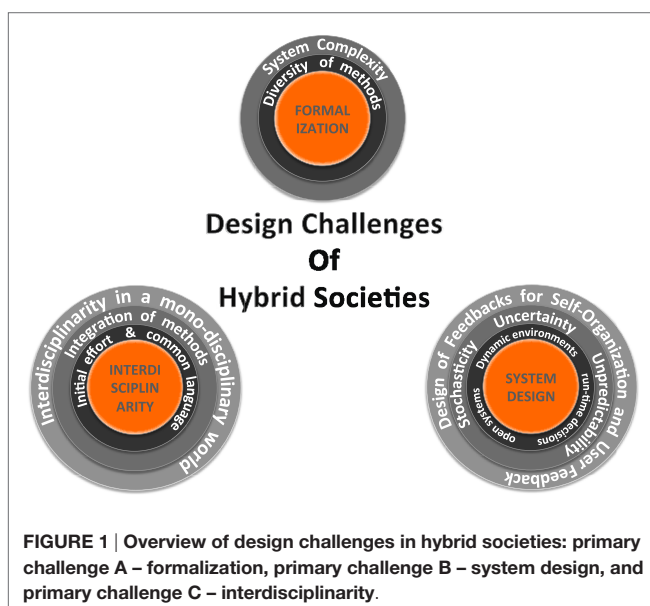 System Complexity
Diversity of methods
FORMAL
IZATION
Design Challenges
Of
Hybrid Societies
Interdisciplinarity in a mono-disciplinary world
Integration of methods
Initial effort & common language
INTERDI
SCIPLIN
ARITY
Design of Feedbacks for Self-Organization and User Feedback
Stochasticity Uncertainty Unpredictability
open systems Dynamic environments run-time decisions
SYSTEM
DESIGN
FIGURE 1 | Overview of design challenges in hybrid societies: primary
challenge A – formalization, primary challenge B – system design, and
primary challenge C – interdisciplinarity.